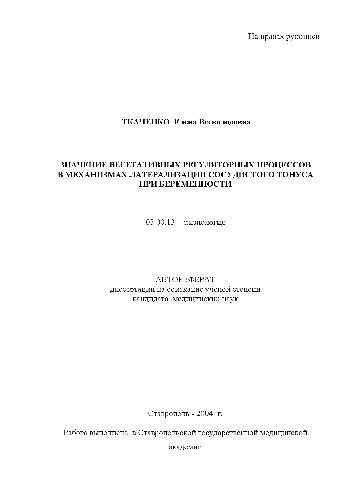 На правах рукописи
ТКАЧЕНКО Елена Всеволодовна
ЗНАЧЕНИЕ ВЕГЕТАТИВНЫХ РЕГУЛЯТОРНЫХ ПРОЦЕССОВ
В МЕХАНИЗМАХ ЛАТЕРАЛИЗАЦИИ СОСУДИСТОГО ТОНУСА
ПРИ БЕРЕМЕННОСТИ
03.00.13 физиология
АВТОРЕФЕРАТ
диссертации на соискание ученой степени
кандидата медицинских наук
Ставрополь - 2004 г.
Работа выполнена в Ставропольской государственной медицинской
академии